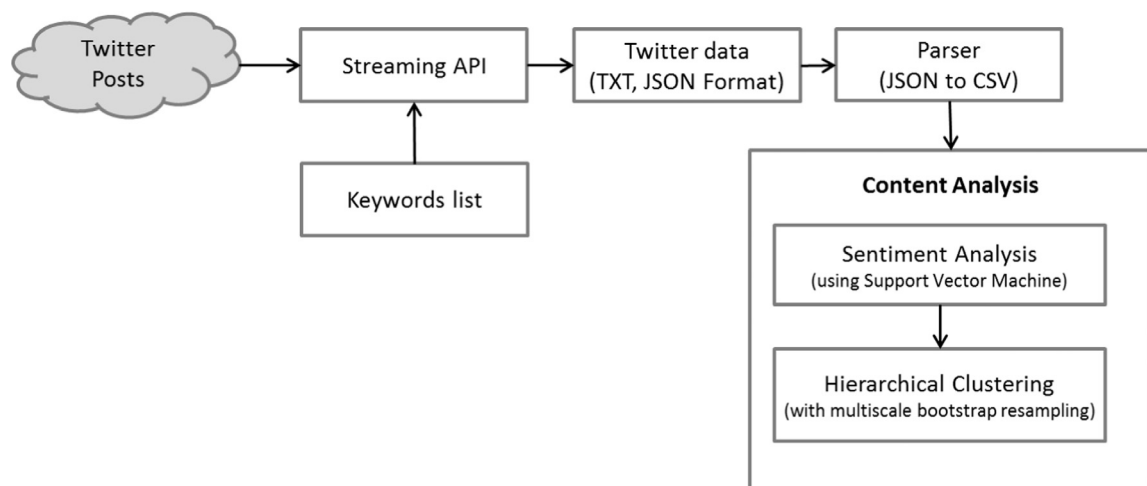 Twitter
Posts
Streaming API
Twitter data
(TXT, JSON Format)
Parser
(JSON to CSV)
Keywords list
Content Analysis
Sentiment Analysis
(using Support Vector Machine)
Hierarchical Clustering
(with multiscale bootstrap resampling)